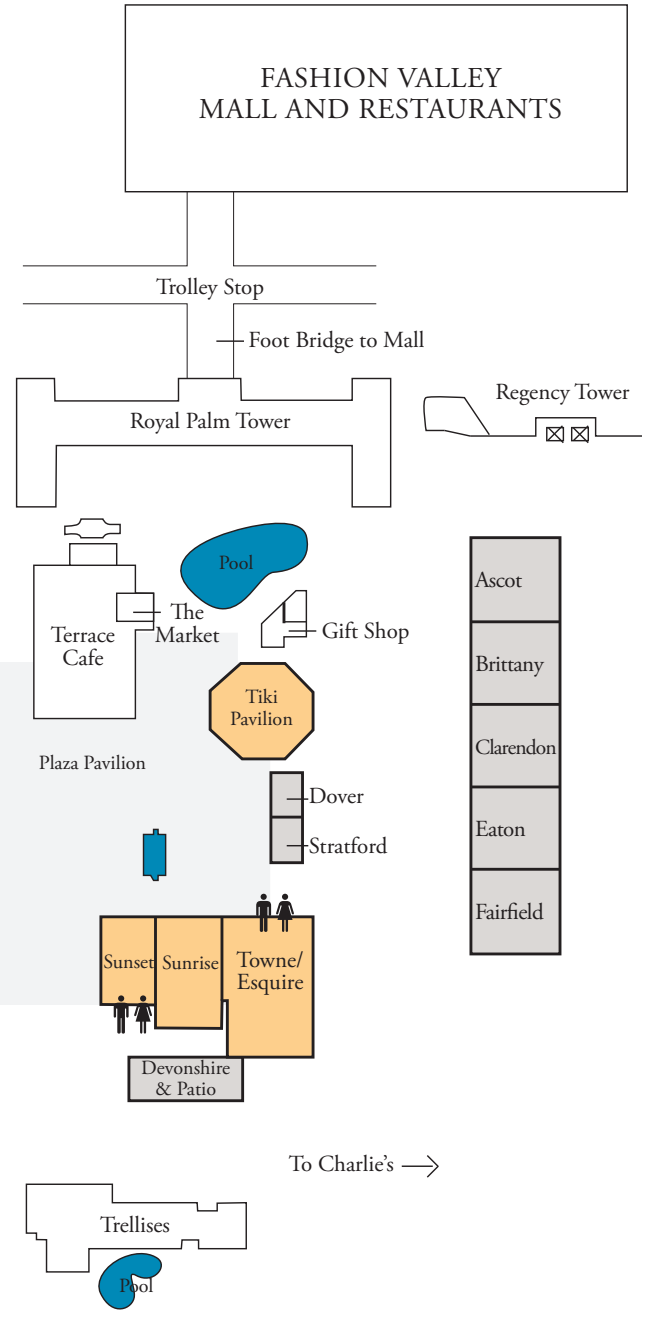 FASHION VALLEY
MALL AND RESTAURANTS
Trolley Stop
Foot Bridge to Mall
Regency Tower
Royal Palm Tower
Pool
Ascot
The
Market
Terrace
Cafe
Gift Shop
Brittany
Tiki
Pavilion
Clarendon
Plaza Pavilion
Dover
Eaton
Stratford
Fairfield
Sunset
Sunrise
Towne/
Esquire
Devonshire
& Patio
To Charlie's
Trellises
Pool